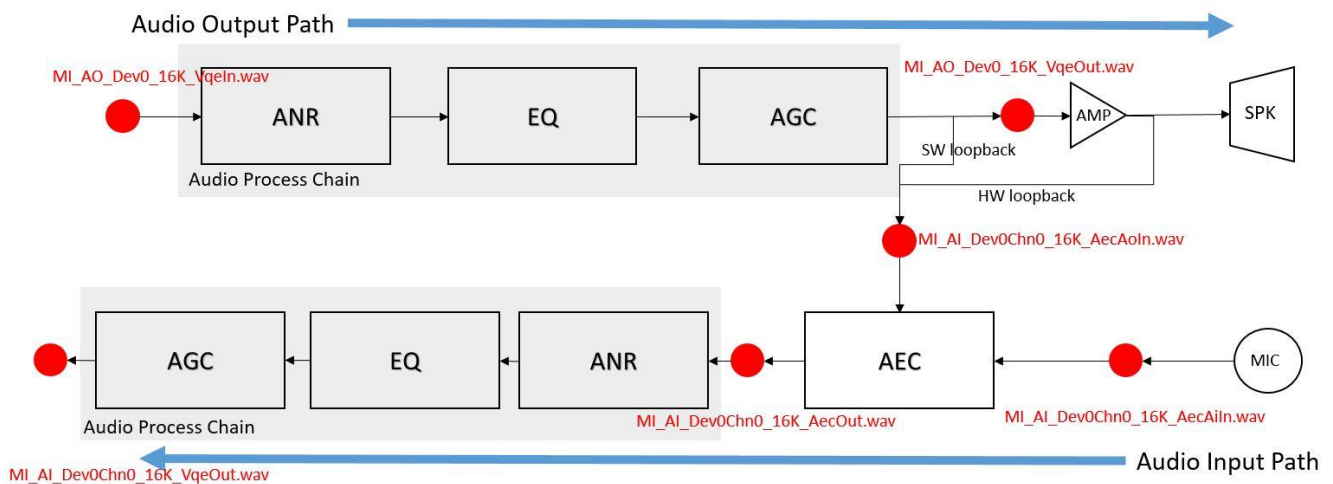 Audio Output Path
MI_AO_Dev0_16K_VqeIn.wav
MI_AO_Dev0_16K_VqeOut.wav
ANR
EQ
AGC
AMP
SPK
SW loopback
Audio Process Chain
HW loopback
MI_AI_Dev0Chn0_16K_AecAoIn.wav
AGC
EQ
ANR
AEC
MIC
MI_AI_Dev0Chn0_16K_AecOut.wav
MI_AI_Dev0Chn0_16K_AecAiIn.wav
Audio Process Chain
Audio Input Path
MI_AI_Dev0Chn0_16K_VqeOut.wav